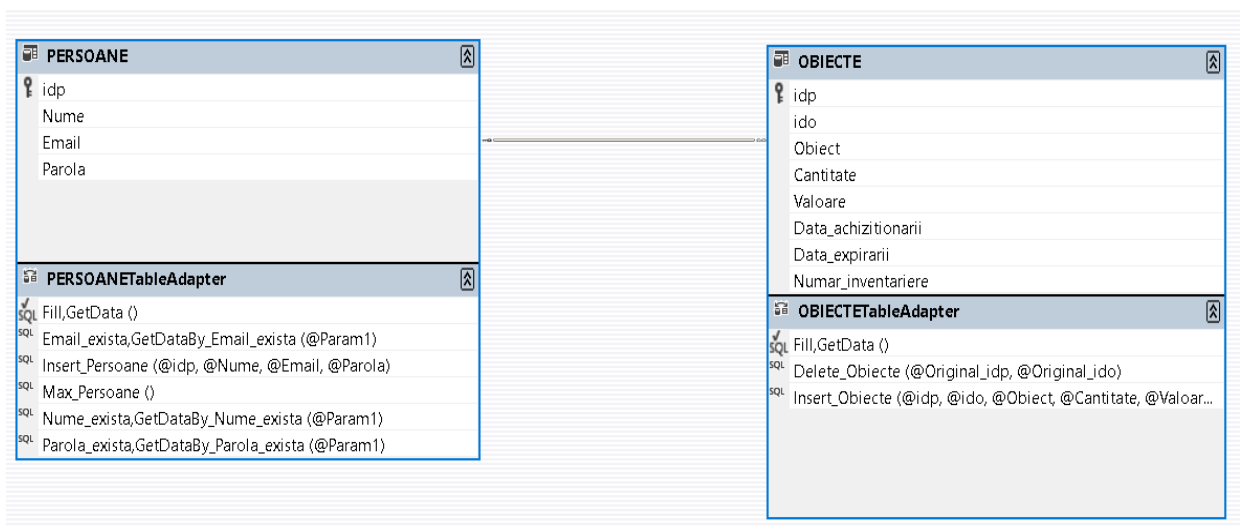 PERSOANE
idp
Nume
Email
Parola
PERSOANETableAdapter
SQL Fill,GetData ()
SQL Email_exista,GetDataBy_Email_exista (@Param1)
SQL Insert_Persoane (@idp, @Nume, @Email, @Parola)
SQL Max_Persoane ()
SQL Nume_exista,GetDataBy_Nume_exista (@Param1)
SQL Parola_exista,GetDataBy_Parola_exista (@Param1)
OBIECTE
idp
ido
Obiect
Cantitate
Valoare
Data_achizitionarii
Data_expirarii
Numar_inventariere
OBIECTETableAdapter
SQL Fill,GetData ()
SQL Delete_Obiecte (@Original_idp, @Original_ido)
SQL Insert_Obiecte (@idp, @ido, @Obiect, @Cantitate, @Valoar...